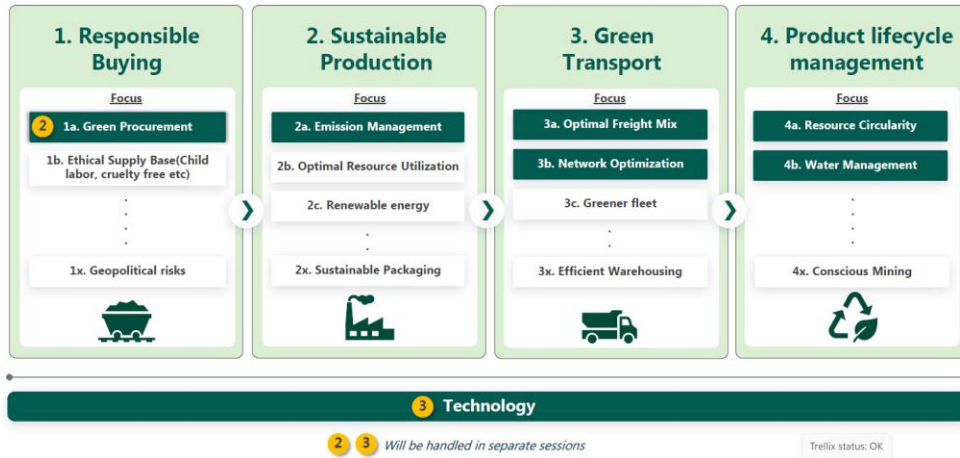 1. Responsible
Buying
Focus
2 1a. Green Procurement
1b. Ethical Supply Base(Child
labor, cruelty free etc)
1x. Geopolitical risks
2. Sustainable
Production
Focus
2a. Emission Management
2b. Optimal Resource Utilization
2c. Renewable energy
2x. Sustainable Packaging
3. Green
Transport
Focus
3a. Optimal Freight Mix
3b. Network Optimization
3c. Greener fleet
3x. Efficient Warehousing
4. Product lifecycle
management
Focus
4a. Resource Circularity
4b. Water Management
4x. Conscious Mining
3 Technology
2 3 Will be handled in separate sessions
Trellix status: OK